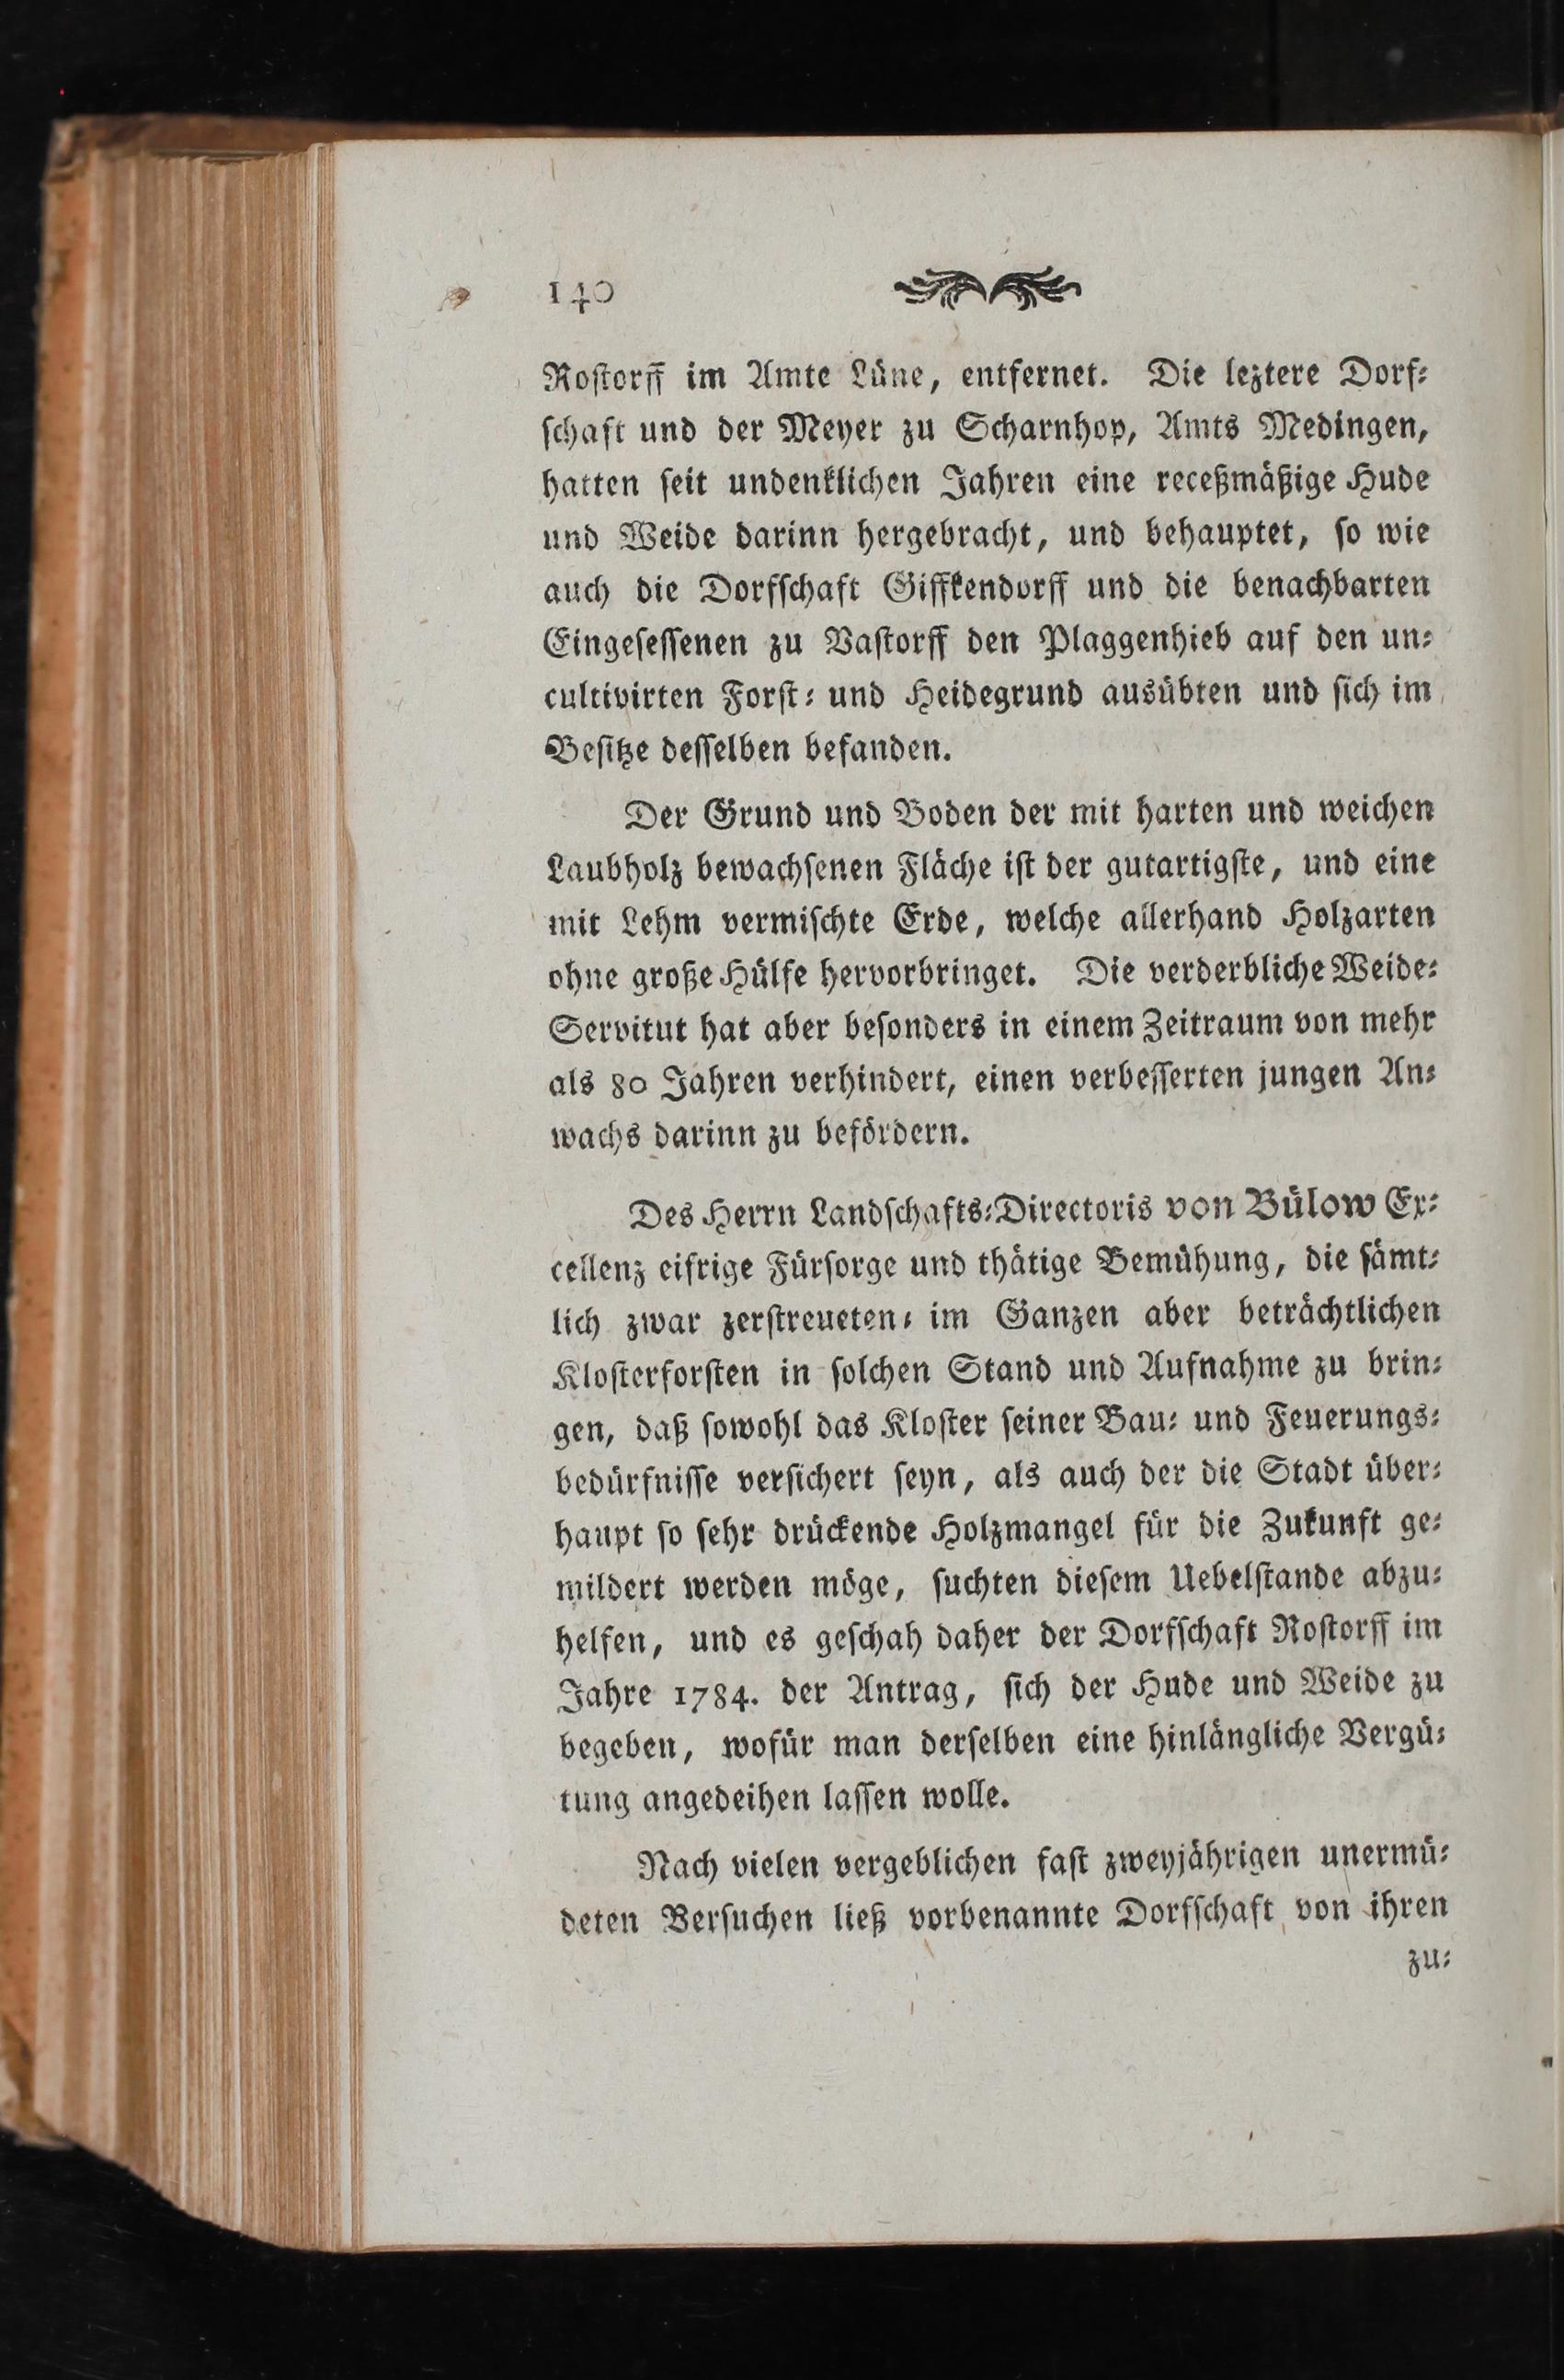 140
Rostorff im Amte Lüne, entfernet. Die leztere Dorf⸗
schaft und der Meyer zu Scharnhop, Amts Medingen,
hatten seit undenklichen Jahren eine receßmäßige Hude
und Weide darinn hergebracht, und behauptet, so wie
auch die Dorfschaft Giffkendorff und die benachbarten
Eingesessenen zu Vastorff den Plaggenhieb auf den un⸗
cultivirten Forst⸗ und Heidegrund ausübten und sich im
Besitze desselben befanden.
Der Grund und Boden der mit harten und weichen
Laubholz bewachsenen Fläche ist der gutartigste, und eine
mit Lehm vermischte Erde, welche allerhand Holzarten
ohne große Hülfe hervorbringet. Die verderbliche Weide⸗
Servitut hat aber besonders in einem Zeitraum von mehr
als 80 Jahren verhindert, einen verbesserten jungen An⸗
wachs darinn zu befördern.
Des Herrn Landschafts⸗Directoris von Bülow Ex⸗
cellenz eifrige Fürsorge und thätige Bemühung, die sämt⸗
lich zwar zerstreueten⸗ im Ganzen aber beträchtlichen
Klosterforsten in solchen Stand und Aufnahme zu brin⸗
gen, daß sowohl das Kloster seiner Bau⸗ und Feuerungs⸗
bedürfnisse versichert seyn, als auch der die Stadt über⸗
haupt so sehr drückende Holzmangel für die Zukunft ge⸗
mildert werden möge, suchten diesem Uebelstande abzu⸗
helfen, und es geschah daher der Dorfschaft Rostorff im
Jahre 1784. der Antrag, sich der Hude und Weide zu
begeben, wofür man derselben eine hinlängliche Vergü⸗
tung angedeihen lassen wolle.
Nach vielen vergeblichen fast zweyjährigen unermü⸗
deten Versuchen ließ vorbenannte Dorfschaft von ihren
zu⸗